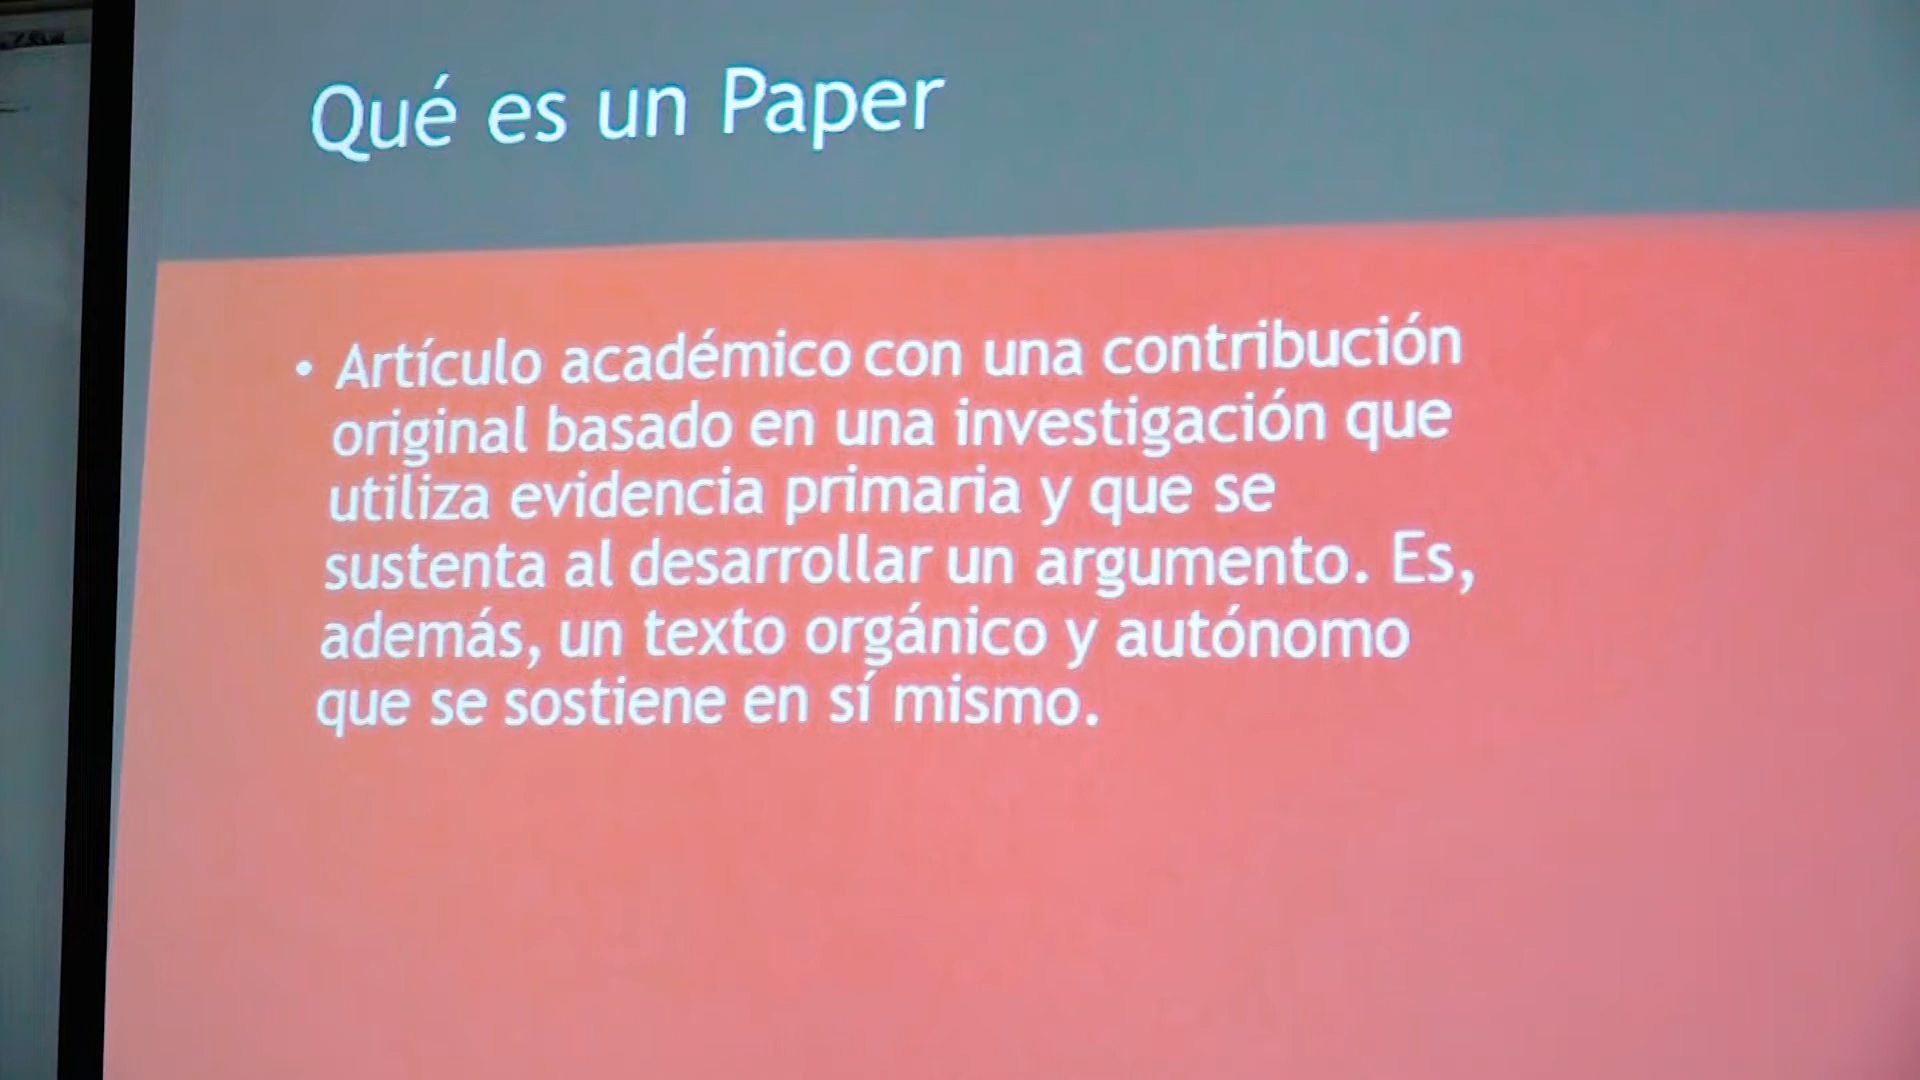 Qué es un Paper
• Artículo académico con una contribución
original basado en una investigación que
utiliza evidencia primaria y que se
sustenta al desarrollar un argumento. Es,
además, un texto orgánico y autónomo
que se sostiene en sí mismo.